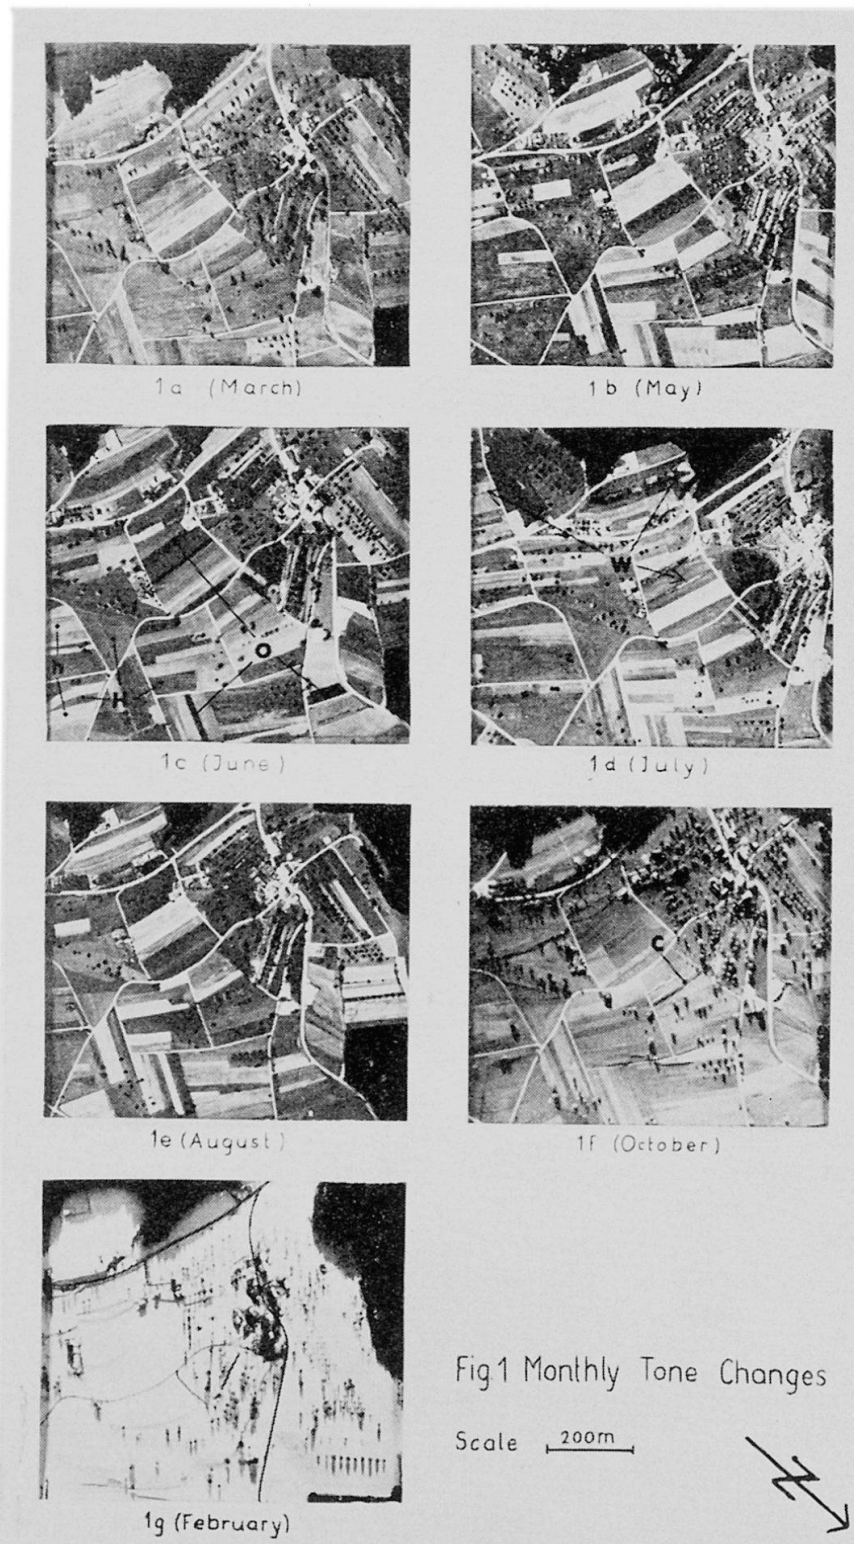 1a (March)
1b (May)
O
H
h
1c (June)
W
1d (July)
1e (August)
C
1f (October)
1g (February)
Fig.1 Monthly Tone Changes
Scale 200m
N